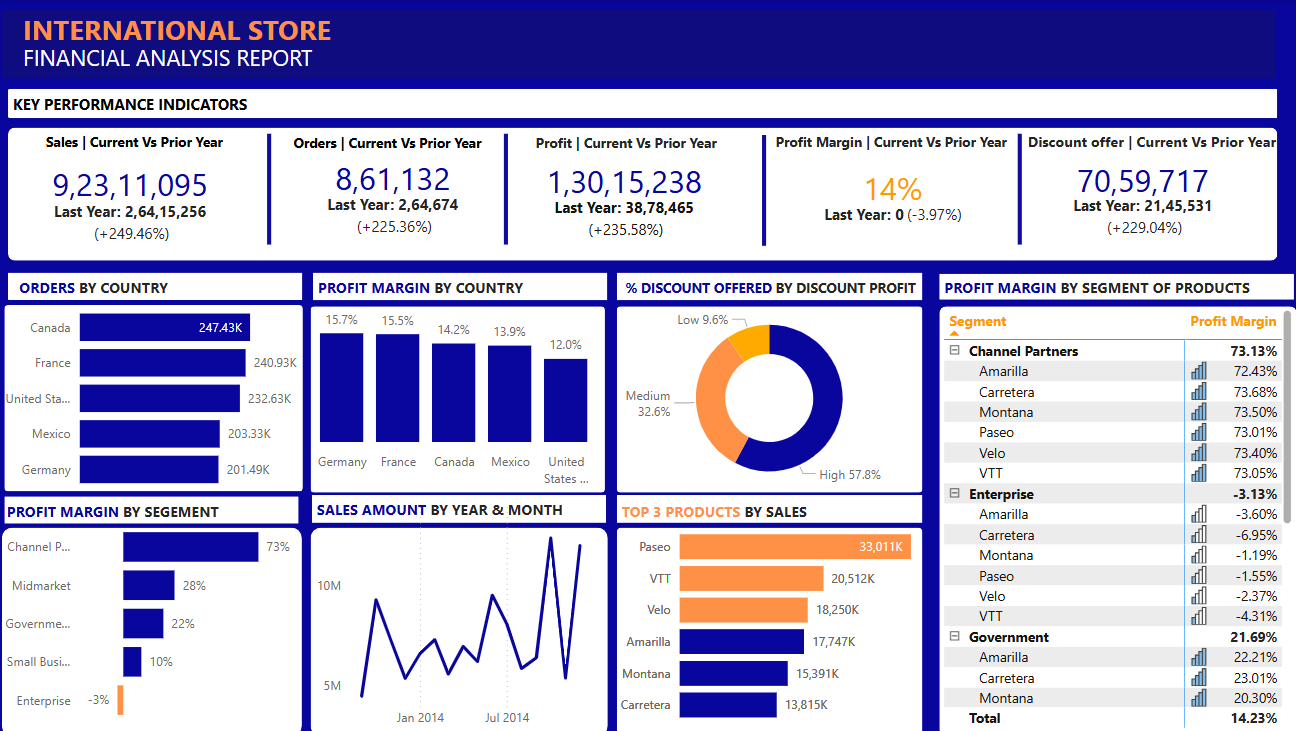 INTERNATIONAL STORE
FINANCIAL ANALYSIS REPORT
KEY PERFORMANCE INDICATORS
Sales | Current Vs Prior Year
9,23,11,095
Last Year: 2,64,15,256
(+249.46%)
Orders | Current Vs Prior Year
8,61,132
Last Year: 2,64,674
(+225.36%)
Profit | Current Vs Prior Year
1,30,15,238
Last Year: 38,78,465
(+235.58%)
Profit Margin | Current Vs Prior Year
14%
Last Year: 0 (-3.97%)
Discount offer | Current Vs Prior Year
70,59,717
Last Year: 21,45,531
(+229.04%)
ORDERS BY COUNTRY
Canada 247.43K
France 240.93K
United Sta... 232.63K
Mexico 203.33K
Germany 201.49K
PROFIT MARGIN BY COUNTRY
15.7% 15.5% 14.2% 13.9% 12.0%
Germany France Canada Mexico United
States ...
% DISCOUNT OFFERED BY DISCOUNT PROFIT
Low 9.6%
Medium
32.6%
High 57.8%
PROFIT MARGIN BY SEGMENT OF PRODUCTS
Segment Profit Margin
Channel Partners 73.13%
Amarilla 72.43%
Carretera 73.68%
Montana 73.50%
Paseo 73.01%
Velo 73.40%
VTT 73.05%
Enterprise -3.13%
Amarilla -3.60%
Carretera -6.95%
Montana -1.19%
Paseo -1.55%
Velo -2.37%
VTT -4.31%
Government 21.69%
Amarilla 22.21%
Carretera 23.01%
Montana 20.30%
Total 14.23%
PROFIT MARGIN BY SEGEMENT
Channel P... 73%
Midmarket 28%
Governme... 22%
Small Busi... 10%
Enterprise -3%
SALES AMOUNT BY YEAR & MONTH
10M
5M
Jan 2014 Jul 2014
TOP 3 PRODUCTS BY SALES
Paseo 33,011K
VTT 20,512K
Velo 18,250K
Amarilla 17,747K
Montana 15,391K
Carretera 13,815K